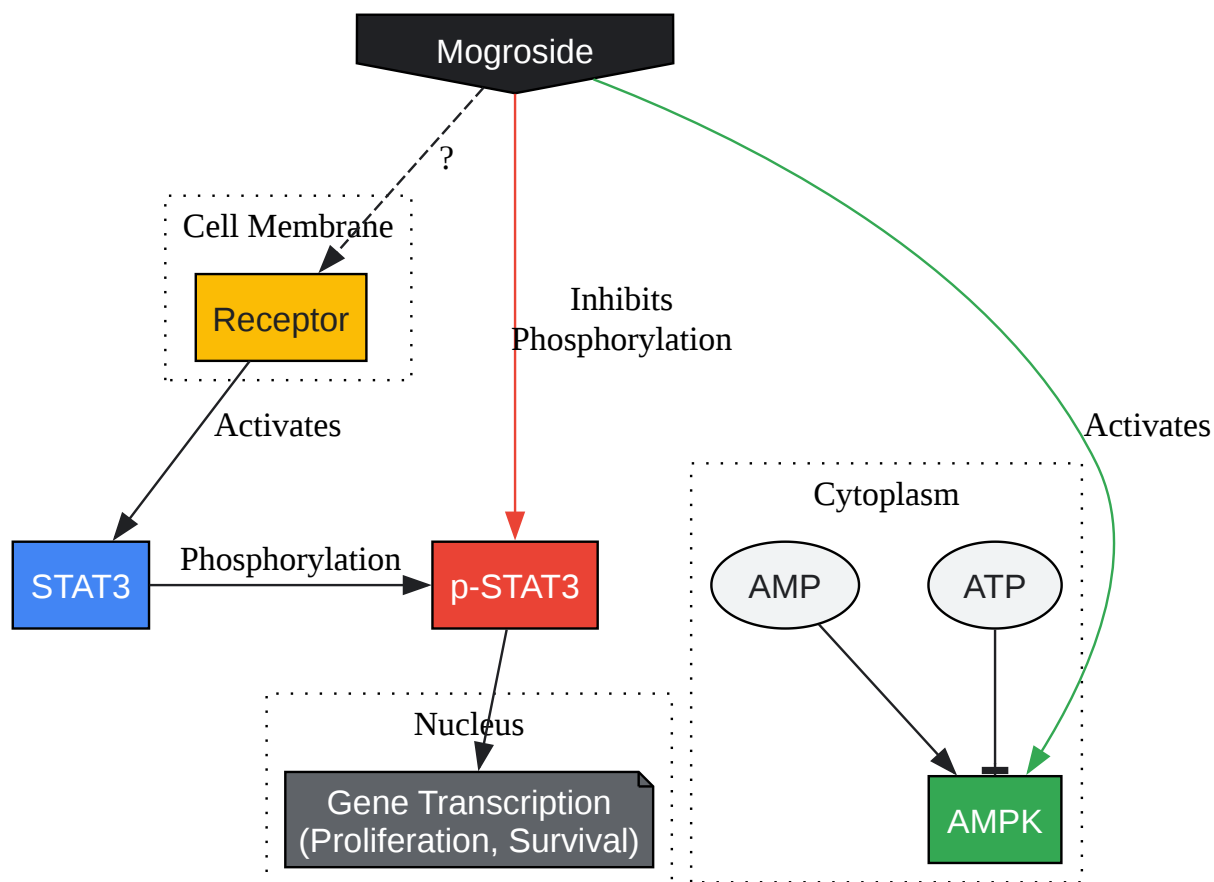 Mogroside
?
Cell Membrane
Receptor
Inhibits
Phosphorylation
Activates
Activates
Cytoplasm
Phosphorylation
STAT3
p-STAT3
AMP
ATP
Nucleus
Gene Transcription
(Proliferation, Survival)
AMPK